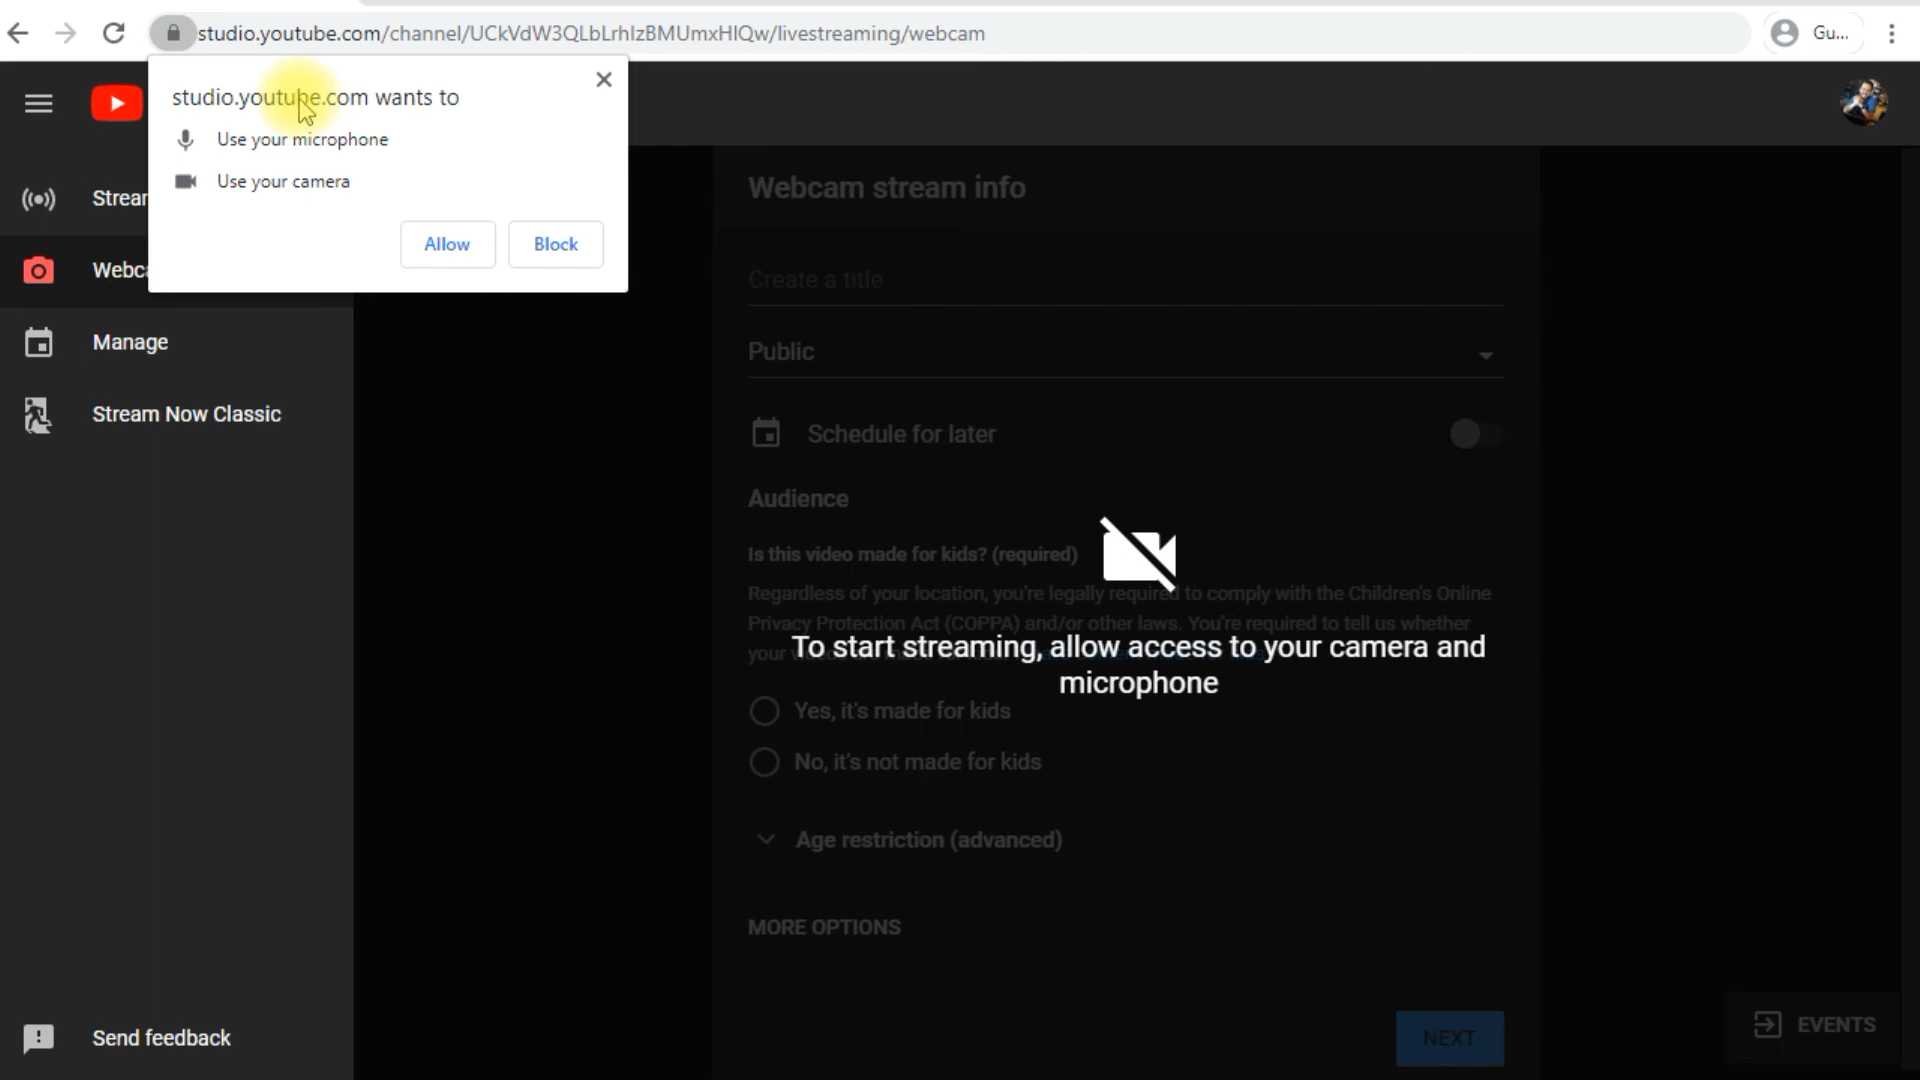 studio.youtube.com/channel/UCkVdW3QLbLrhIzBMUmxHIQw/livestreaming/webcam
Gu...
studio.youtube.com wants to
Use your microphone
Use your camera
Allow
Block
Strear
Webca
Manage
Stream Now Classic
Send feedback
Webcam stream info
Create a title
Public
Schedule for later
Audience
Is this video made for kids? (required)
Regardless of your location, you're legally required to comply with the Children's Online
Privacy Protection Act (COPPA) and/or other laws. You're required to tell us whether
your
To start streaming, allow access to your camera and
microphone
Yes, it's made for kids
No, it's not made for kids
Age restriction (advanced)
MORE OPTIONS
NEXT
EVENTS